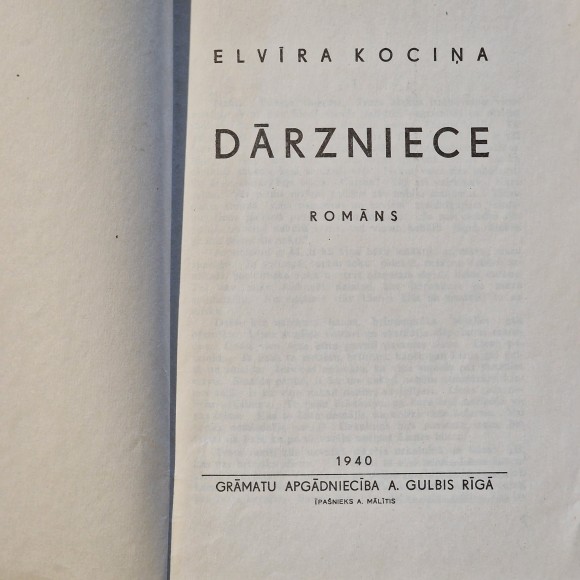 ELVĪRA KOCIŅA
DĀRZNIECE
ROMĀNS
1940
GRĀMATU APGĀDNIECĪBA A. GULBIS RĪGĀ
ĪPAŠNIEKS A. MĀLĪTIS